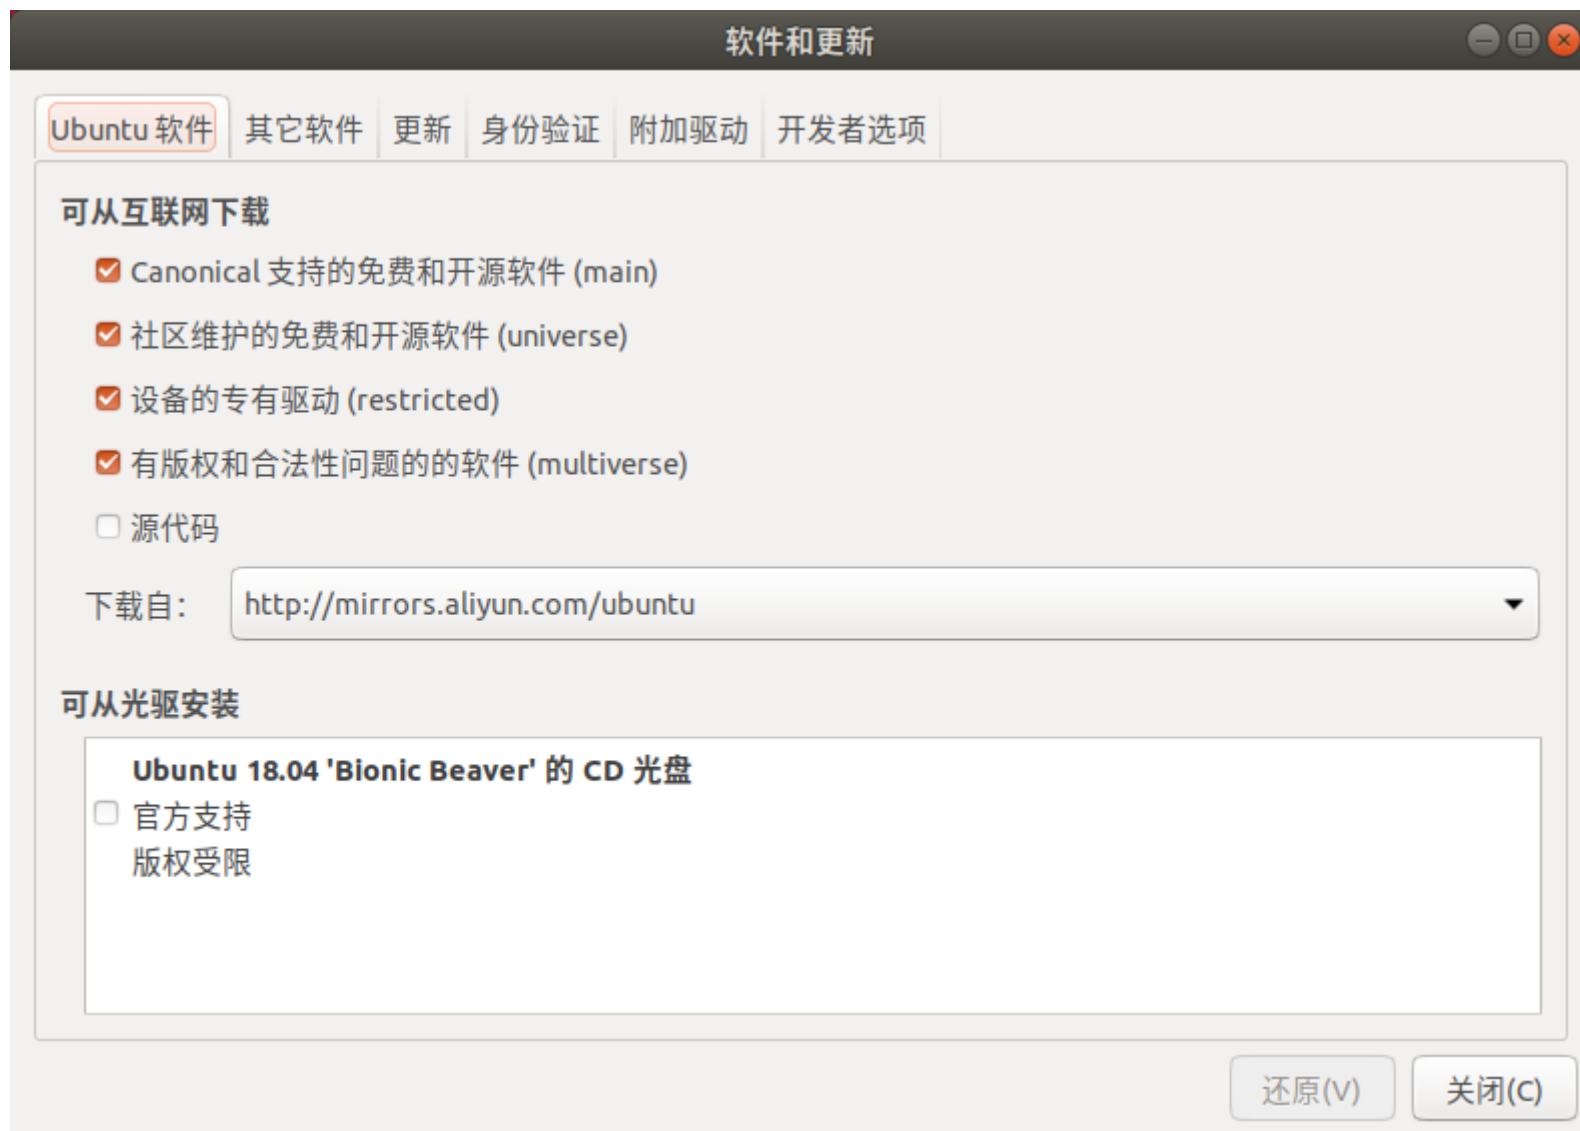 软件和更新
Ubuntu 软件 其它软件 更新 身份验证 附加驱动 开发者选项
可从互联网下载
Canonical 支持的免费和开源软件 (main)
社区维护的免费和开源软件 (universe)
设备的专有驱动 (restricted)
有版权和合法性问题的的软件 (multiverse)
源代码
下载自： http://mirrors.aliyun.com/ubuntu
可从光驱安装
Ubuntu 18.04 'Bionic Beaver' 的 CD 光盘
官方支持
版权受限
还原(V) 关闭(C)